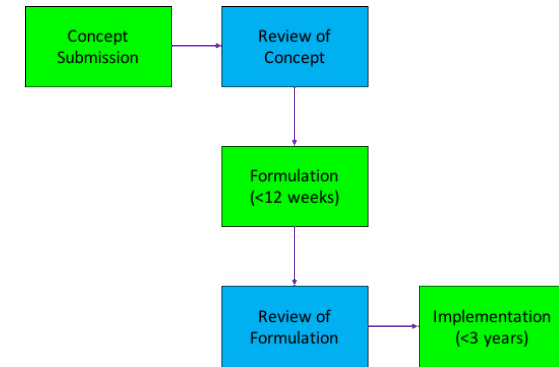 Concept
Submission
Review of
Concept
Formulation
(<12 weeks)
Review of
Formulation
Implementation
(<3 years)